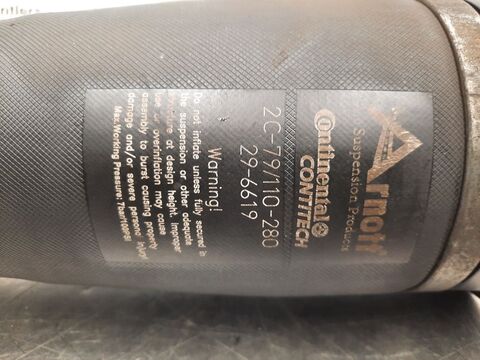 Arnott
Suspension Products
Continental
CONTITECH
2C-79/110-280
29-6619
Warning!
Do not inflate unless fully secured in
the suspension or other adequate
structure at design height. Improper
use or overinflation may cause
assembly to burst causing property
damage and/or severe personal injury.
Max.Working Pressure: